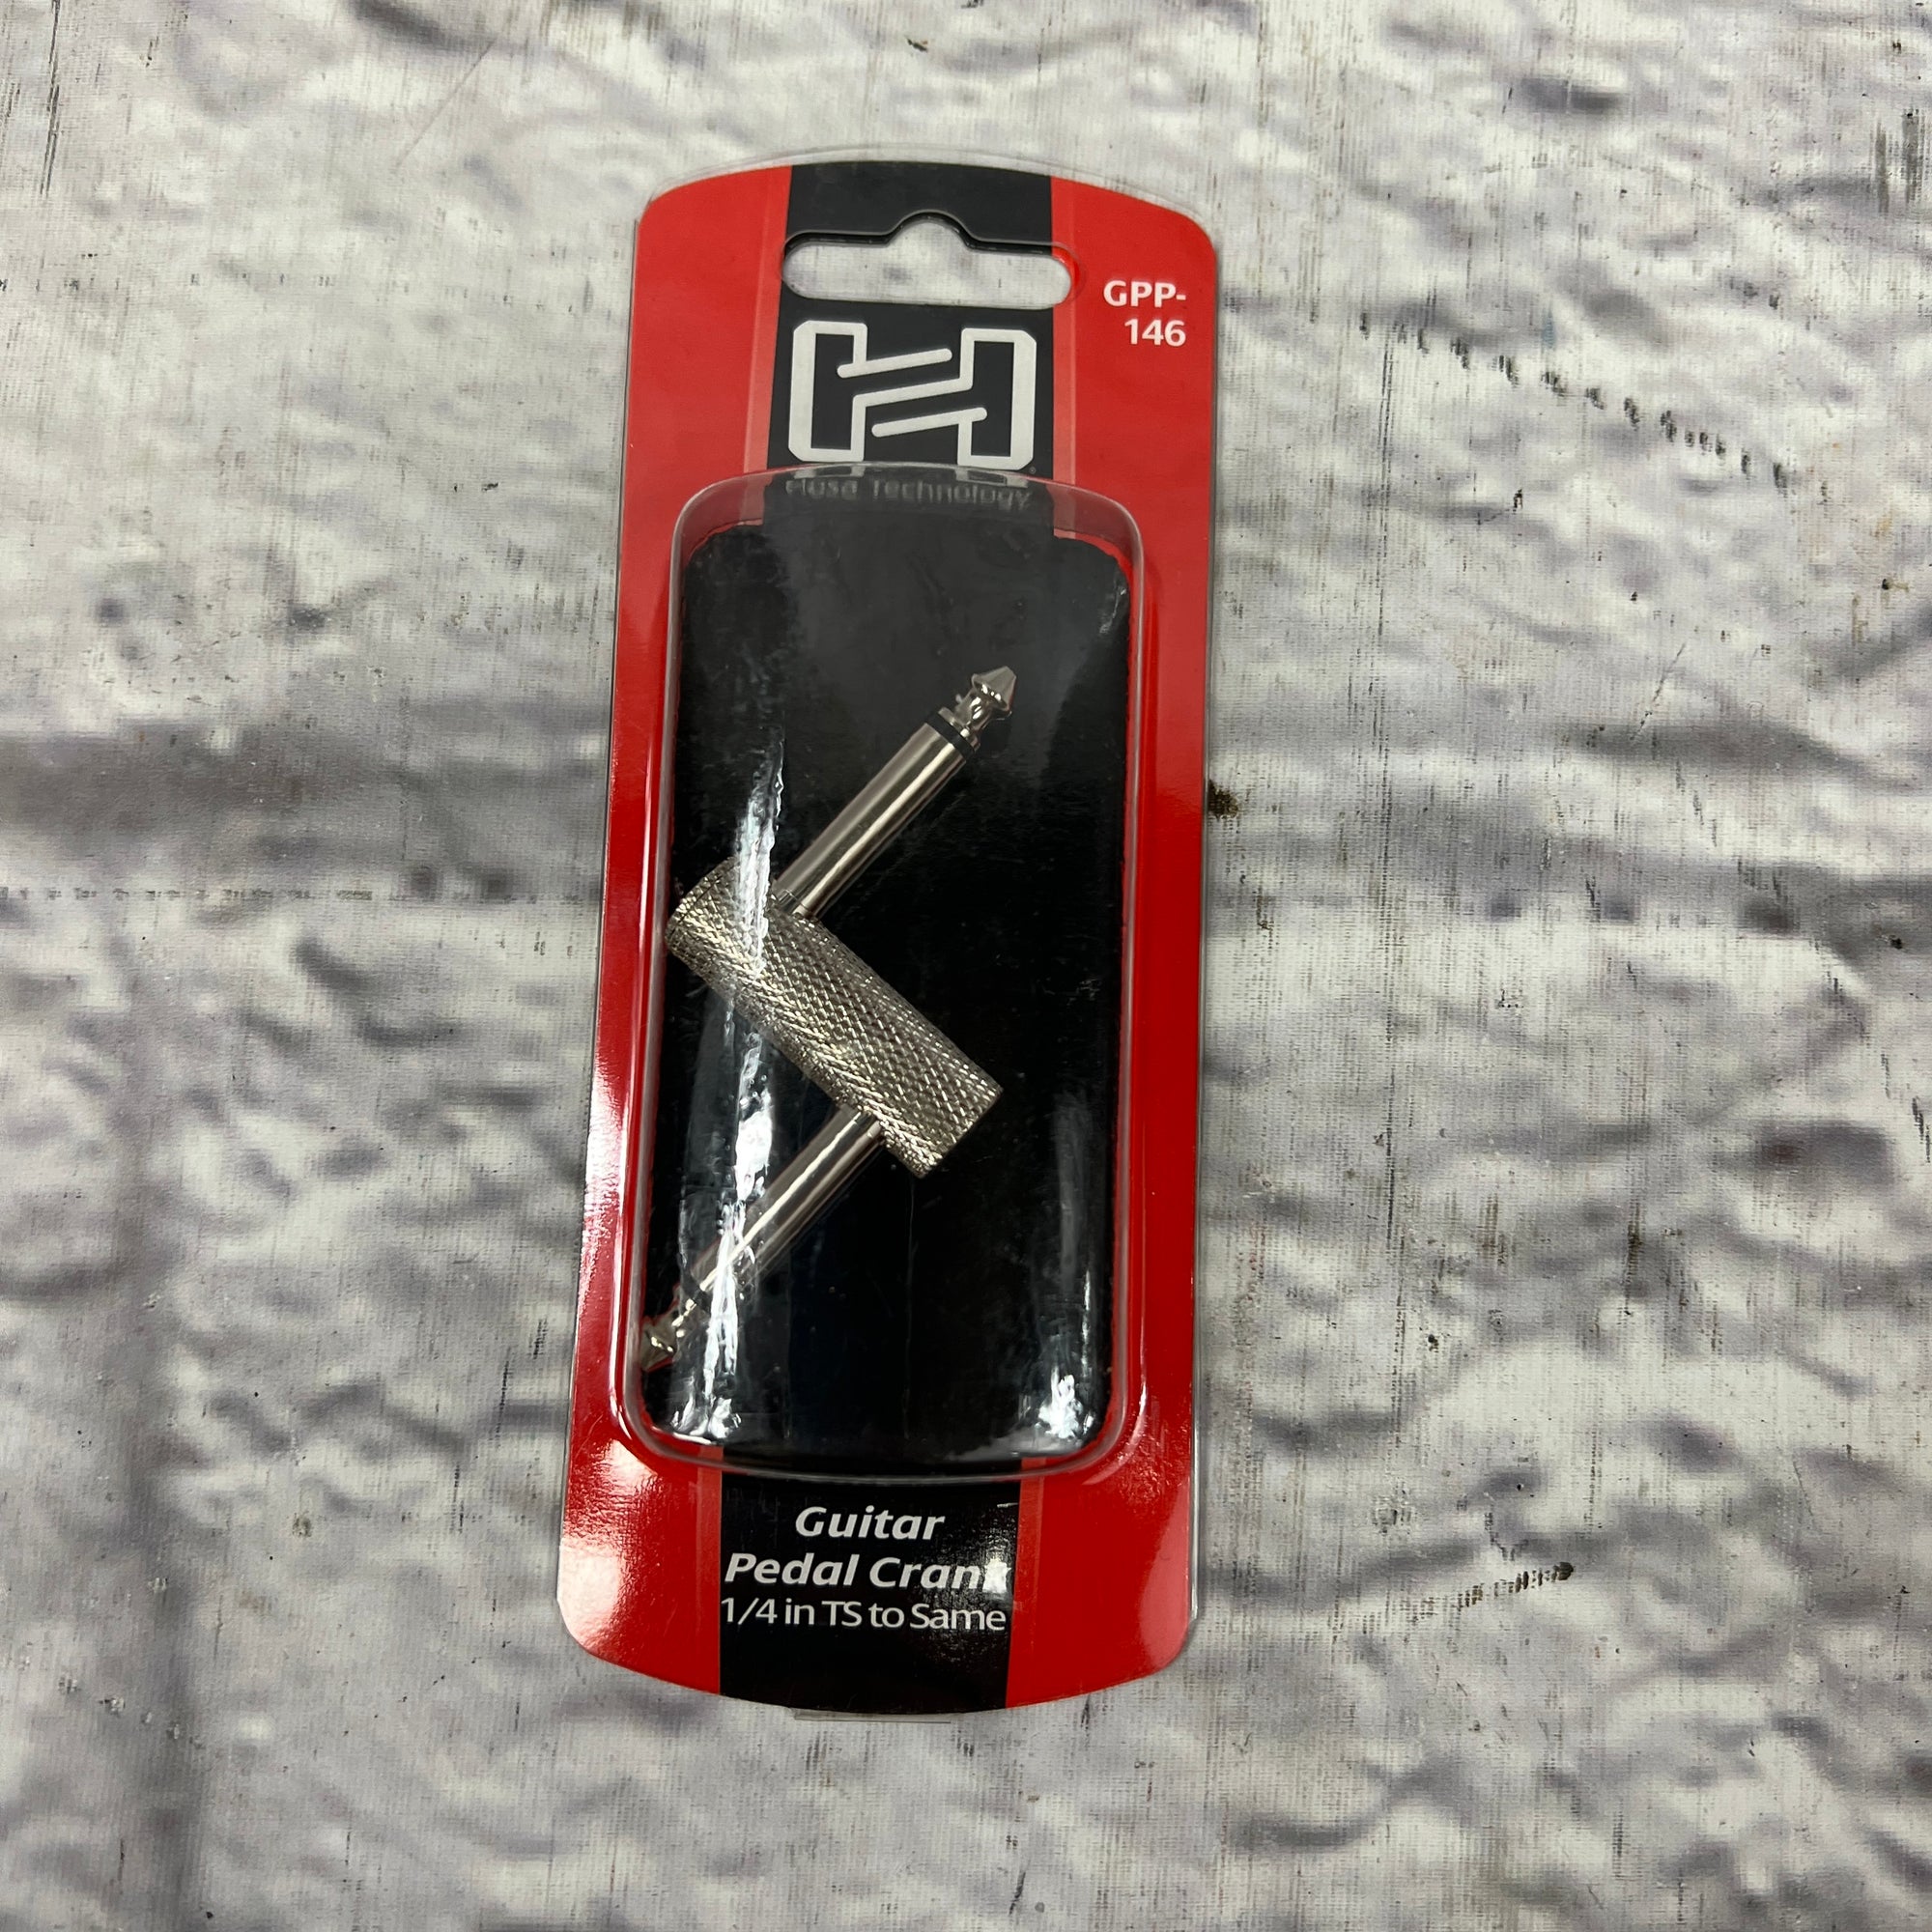 GPP-
146
Hosa Technology
Guitar
Pedal Crank
1/4 in TS to Same